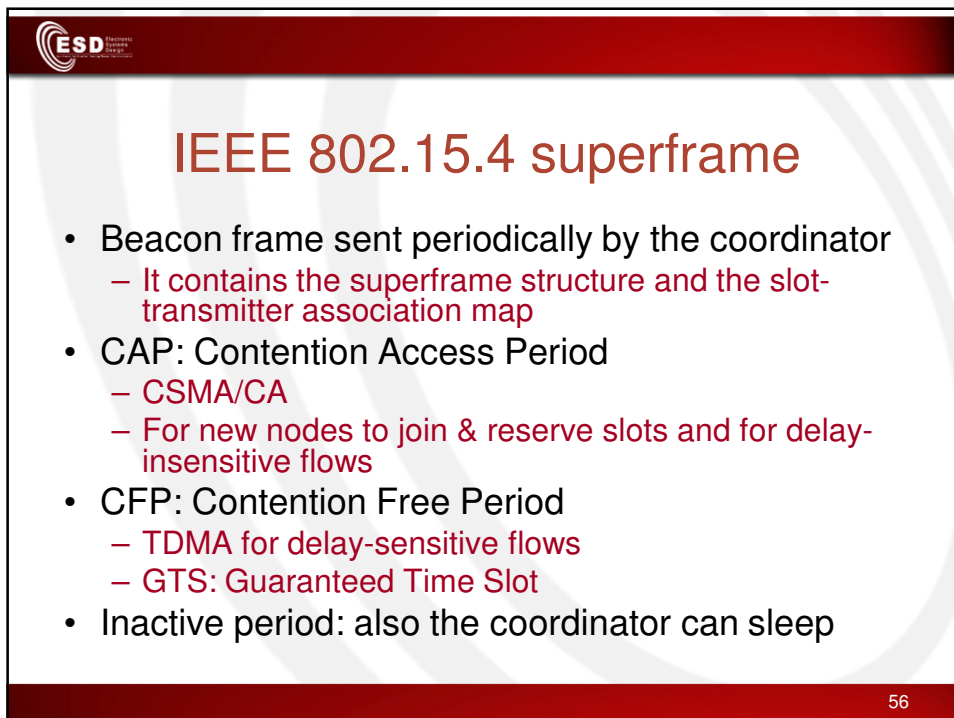 ESD Electronic Systems Design
IEEE 802.15.4 superframe
• Beacon frame sent periodically by the coordinator
– It contains the superframe structure and the slot-
transmitter association map
• CAP: Contention Access Period
– CSMA/CA
– For new nodes to join & reserve slots and for delay-
insensitive flows
• CFP: Contention Free Period
– TDMA for delay-sensitive flows
– GTS: Guaranteed Time Slot
• Inactive period: also the coordinator can sleep
56